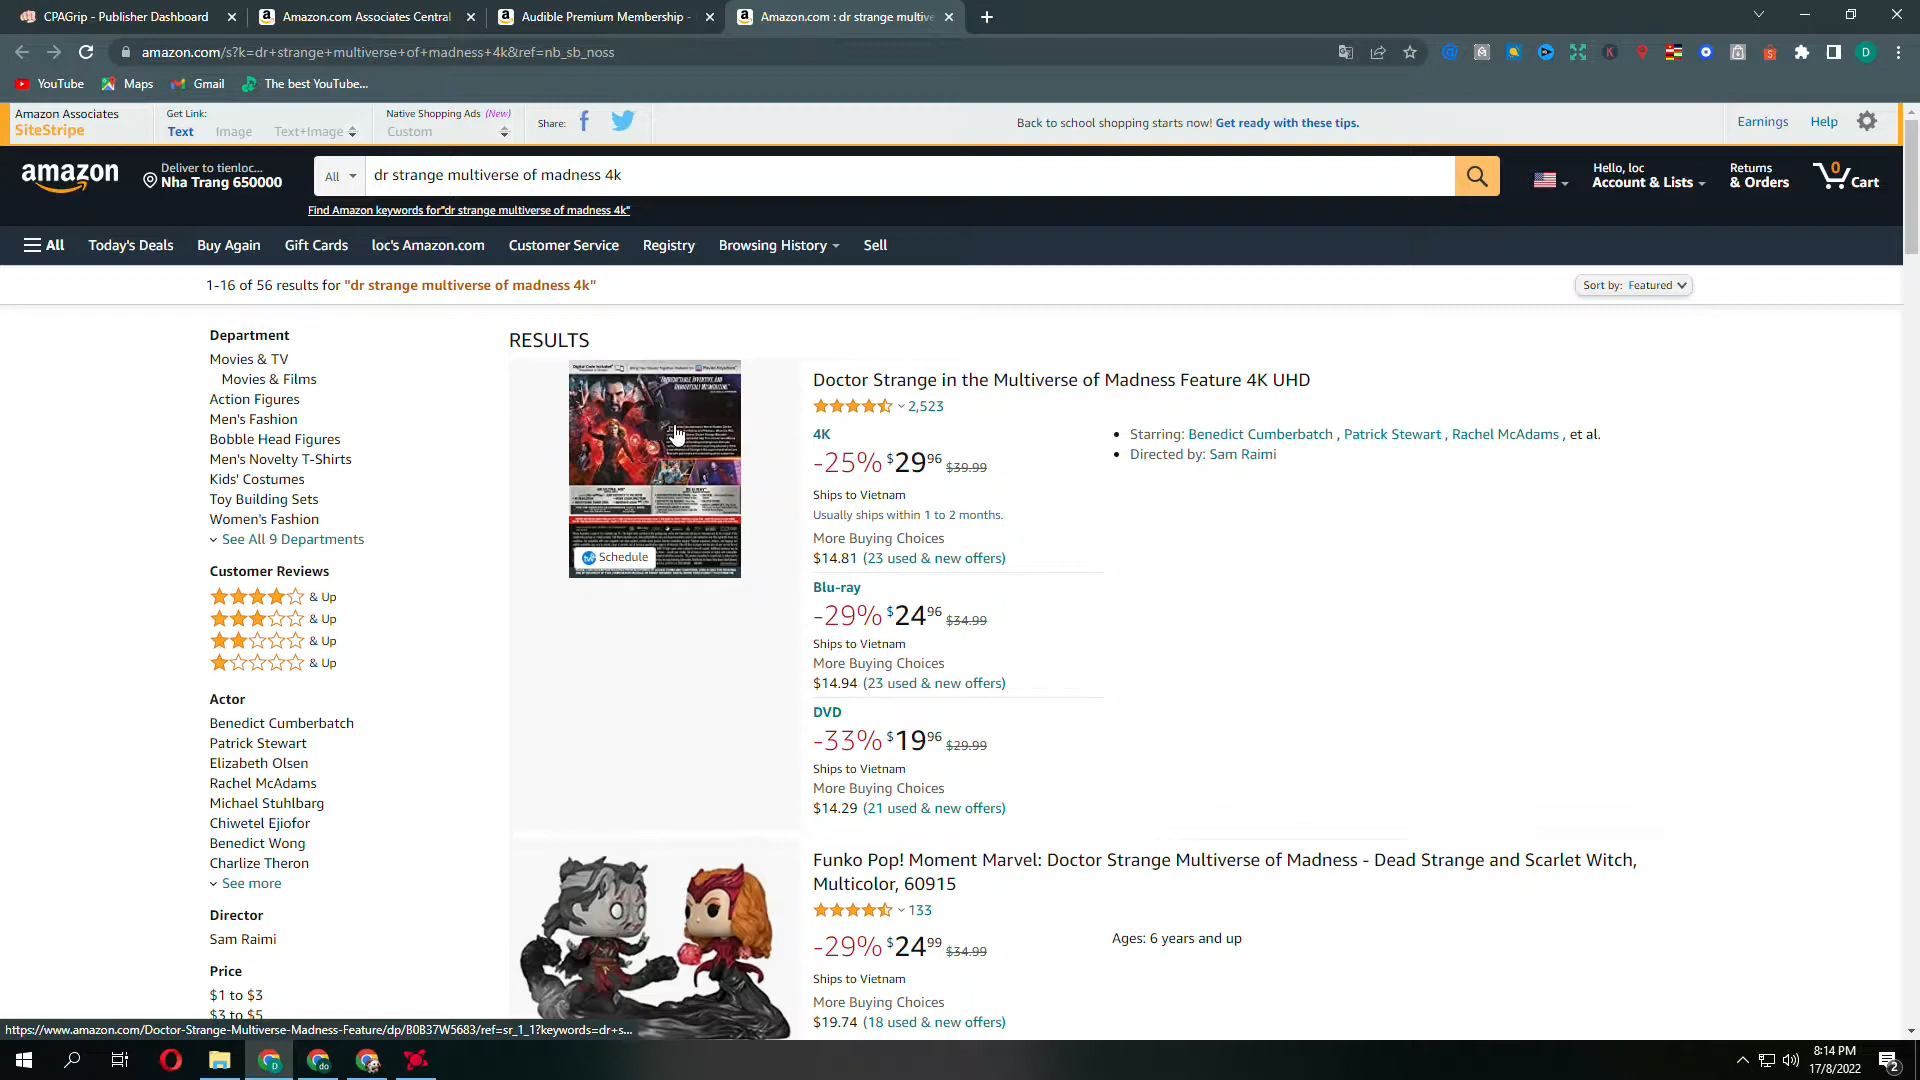 CPAGrip - Publisher Dashboard
Amazon.com Associates Central
Audible Premium Membership -
Amazon.com : dr strange multive
amazon.com/s?k=dr+strange+multiverse+of+madness+4k&ref=nb_sb_noss
YouTube
Maps
Gmail
The best YouTube...
Amazon Associates
SiteStripe
Get Link:
Text
Image
Text+Image
Native Shopping Ads (New)
Custom
Share:
Back to school shopping starts now! Get ready with these tips.
Earnings
Help
amazon
Deliver to tienloc...
Nha Trang 650000
All
dr strange multiverse of madness 4k
Find Amazon keywords for"dr strange multiverse of madness 4k"
Hello, loc
Account & Lists
Returns
& Orders
0
Cart
All
Today's Deals
Buy Again
Gift Cards
loc's Amazon.com
Customer Service
Registry
Browsing History
Sell
1-16 of 56 results for "dr strange multiverse of madness 4k"
Sort by: Featured
Department
Movies & TV
Movies & Films
Action Figures
Men's Fashion
Bobble Head Figures
Men's Novelty T-Shirts
Kids' Costumes
Toy Building Sets
Women's Fashion
See All 9 Departments
Customer Reviews
& Up
& Up
& Up
& Up
Actor
Benedict Cumberbatch
Patrick Stewart
Elizabeth Olsen
Rachel McAdams
Michael Stuhlbarg
Chiwetel Ejiofor
Benedict Wong
Charlize Theron
See more
Director
Sam Raimi
Price
$1 to $3
$3 to $5
RESULTS
Schedule
Doctor Strange in the Multiverse of Madness Feature 4K UHD
2,523
4K
-25% $29 96 $39.99
Ships to Vietnam
Usually ships within 1 to 2 months.
More Buying Choices
$14.81 (23 used & new offers)
Starring: Benedict Cumberbatch , Patrick Stewart , Rachel McAdams , et al.
Directed by: Sam Raimi
Blu-ray
-29% $24 96 $34.99
Ships to Vietnam
More Buying Choices
$14.94 (23 used & new offers)
DVD
-33% $19 96 $29.99
Ships to Vietnam
More Buying Choices
$14.29 (21 used & new offers)
Funko Pop! Moment Marvel: Doctor Strange Multiverse of Madness - Dead Strange and Scarlet Witch,
Multicolor, 60915
133
-29% $24 99 $34.99
Ships to Vietnam
More Buying Choices
$19.74 (18 used & new offers)
Ages: 6 years and up
https://www.amazon.com/Doctor-Strange-Multiverse-Madness-Feature/dp/B0B37W5683/ref=sr_1_1?keywords=dr+s...
8:14 PM
17/8/2022
2